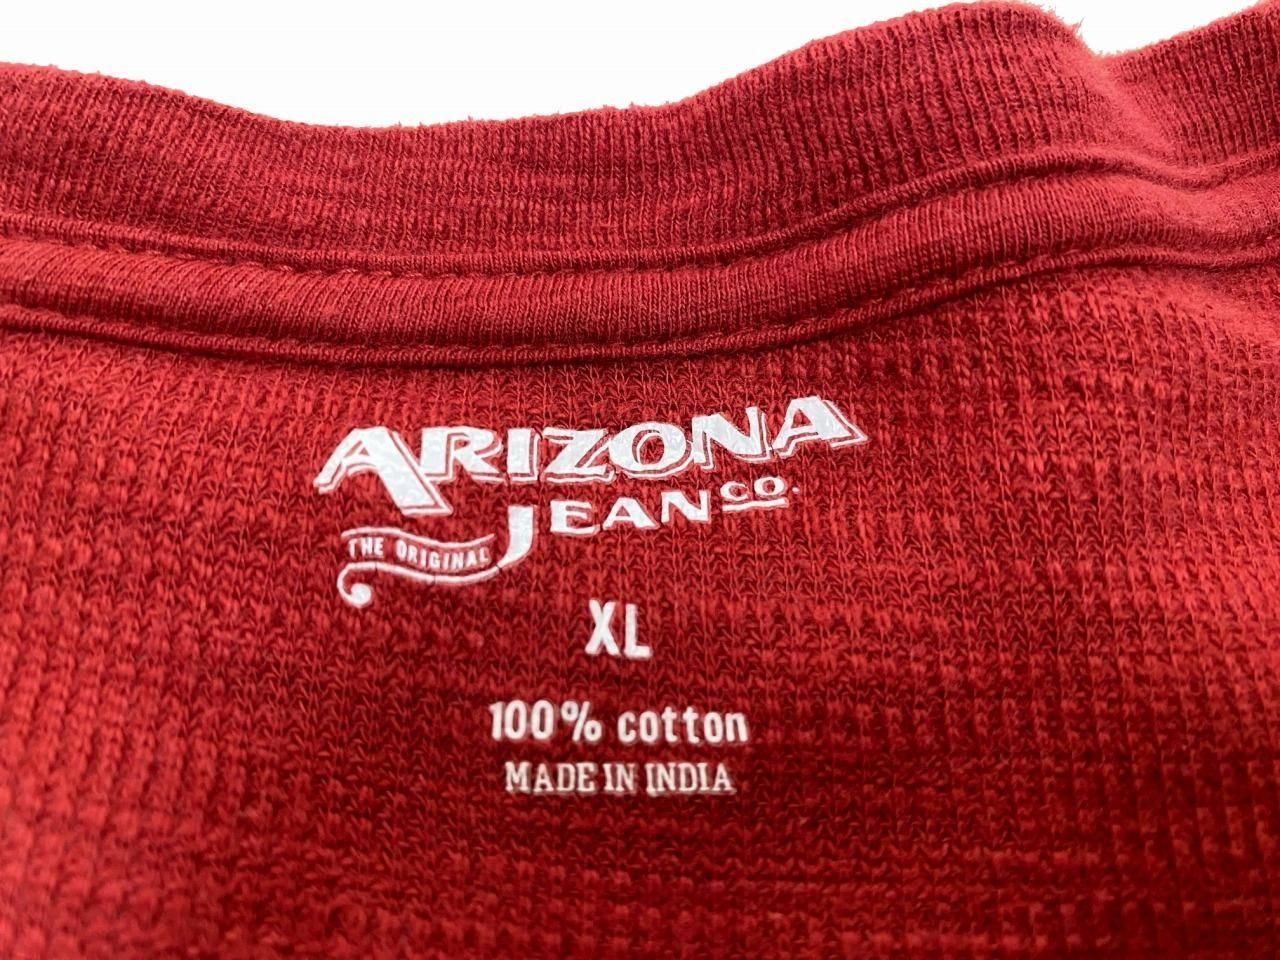 ARIZONA
JEAN CO.
THE ORIGINAL
XL
100% cotton
MADE IN INDIA